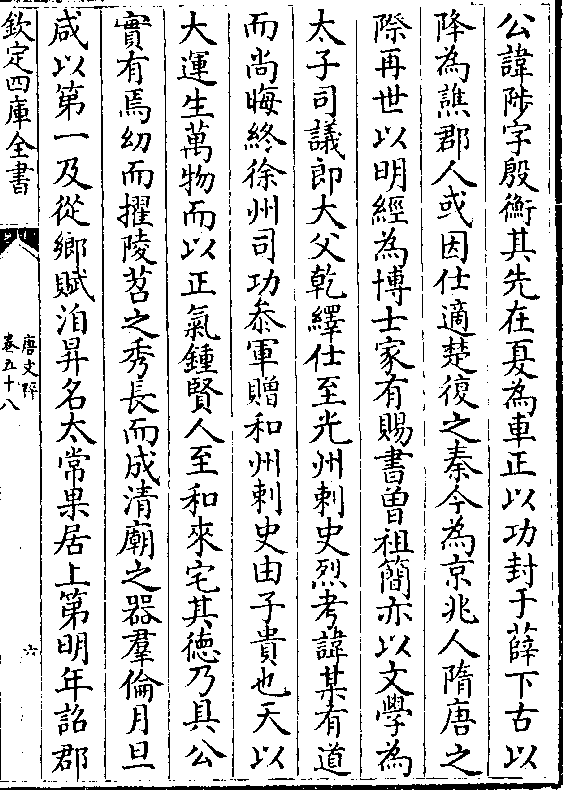 公諱陟字殷衡其先在夏為車正以功封于薛下古以
降為譙郡人或因仕適楚復之秦今為京兆人隋唐之
際再世以明經為博士家有賜書曽祖簡亦以文學為
太子司議郎大父乾繹仕至光州刺史烈考諱某有道
而尚晦終徐州司功叅軍贈和州刺史由子貴也天以
大運生萬物而以正氣鍾賢人至和來宅其徳乃具公
實有焉幼而擢陵苕之秀長而成清廟之器羣倫月旦
咸以第一及從鄉賦洎昇名太常果居上第明年詔郡
欽定四庫全書
唐文粹
卷五十八
六